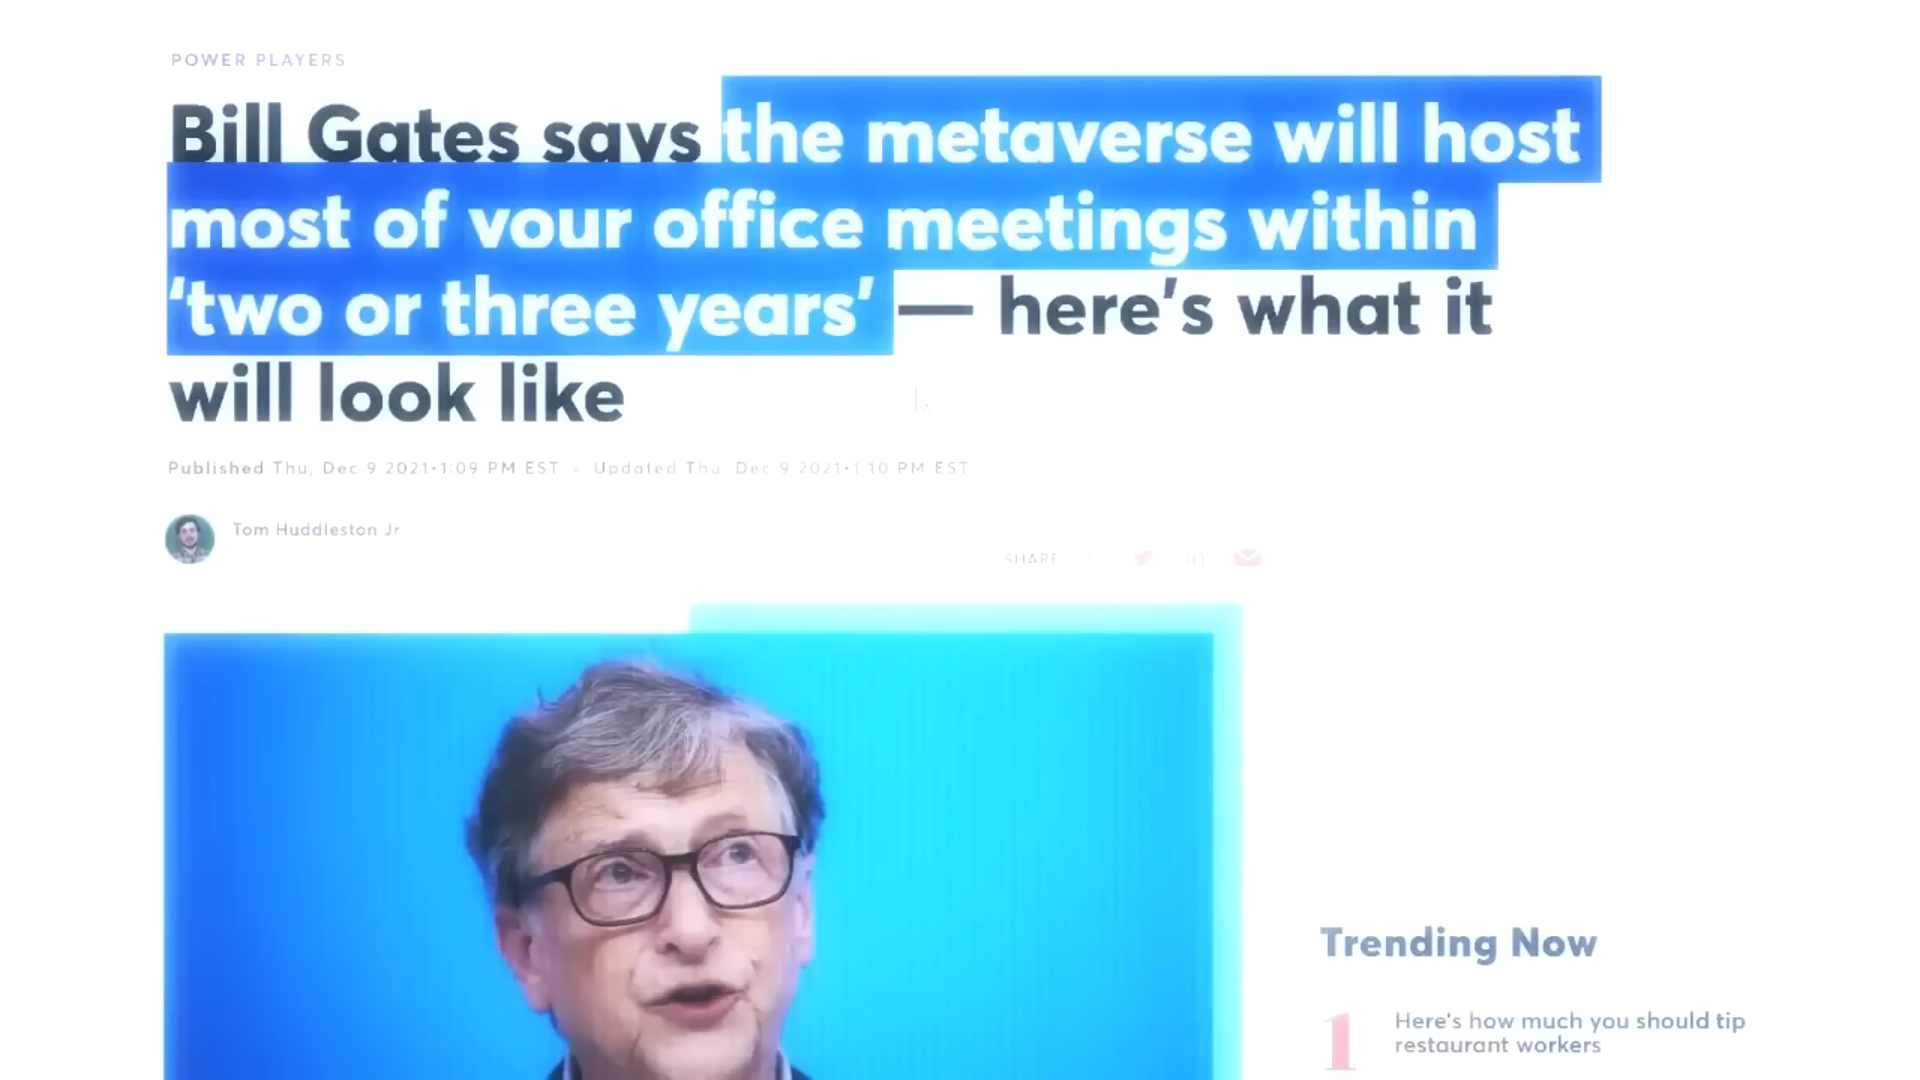 POWER PLAYERS
Bill Gates says the metaverse will host
most of your office meetings within
‘two or three years’ — here’s what it
will look like
Published Thu, Dec 9 2021•1:09 PM EST • Updated Thu, Dec 9 2021•1:10 PM EST
Tom Huddleston Jr
SHARE
in
Trending Now
1 Here's how much you should tip
restaurant workers